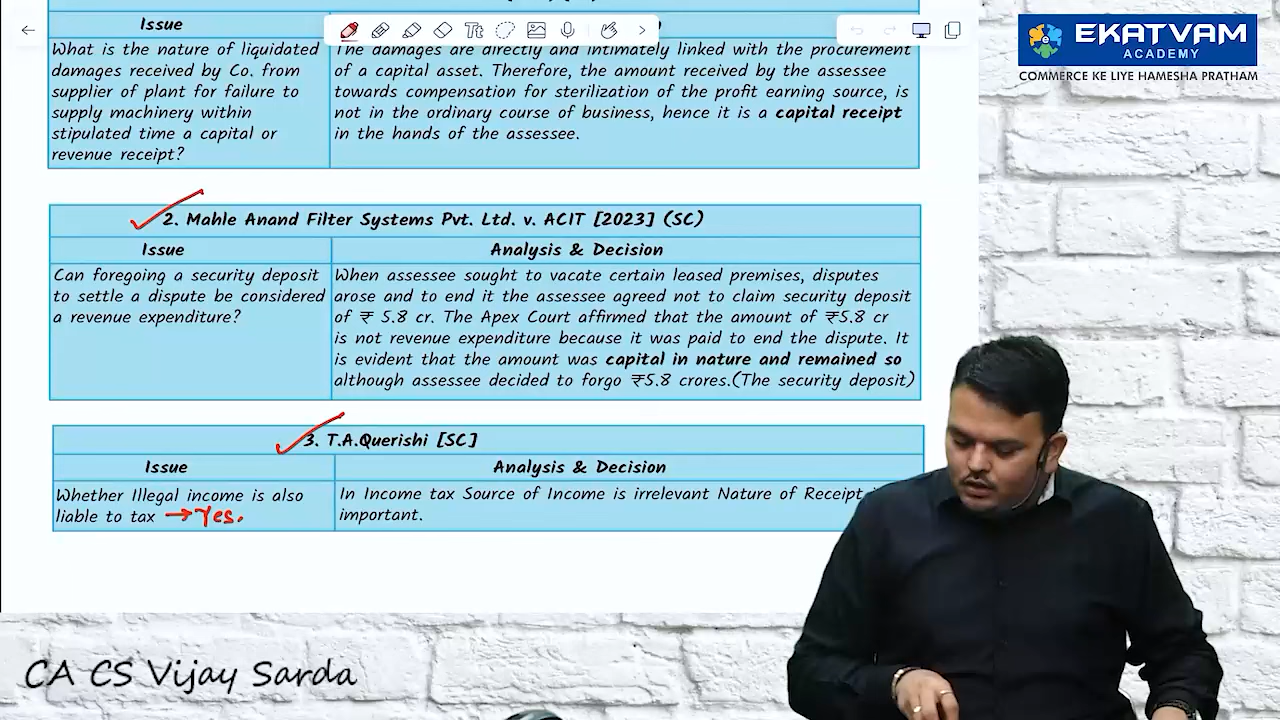 Issue
What is the nature of liquidated
damages received by Co. from
supplier of plant for failure to
supply machinery within
stipulated time a capital or
revenue receipt?
directly and intimately linked with the procurement
of a capital asset. Therefore, the amount received by the assessee
towards compensation for sterilization of the profit earning source, is
not in the ordinary course of business, hence it is a capital receipt
in the hands of the assessee.
2. Mahle Anand Filter Systems Pvt. Ltd. v. ACIT [2023] (SC)
Issue
Analysis & Decision
Can foregoing a security deposit
to settle a dispute be considered
a revenue expenditure?
When assessee sought to vacate certain leased premises, disputes
arose and to end it the assessee agreed not to claim security deposit
of ₹ 5.8 cr. The Apex Court affirmed that the amount of ₹5.8 cr
is not revenue expenditure because it was paid to end the dispute. It
is evident that the amount was capital in nature and remained so
although assessee decided to forgo ₹5.8 crores.(The security deposit)
3. T.A.Querishi [SC]
Issue
Analysis & Decision
Whether Illegal income is also
liable to tax → Yes.
In Income tax Source of Income is irrelevant Nature of Receipt
important.
EKATVAM
ACADEMY
COMMERCE KE LIYE HAMESHA PRATHAM
CA CS Vijay Sarda